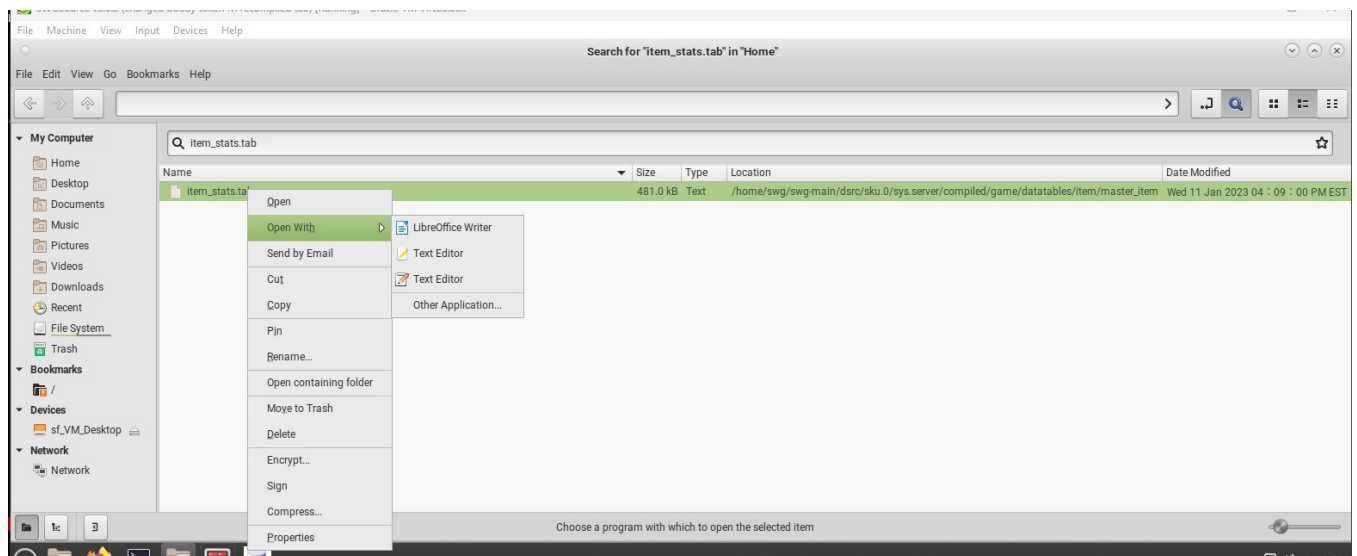 File Machine View Input Devices Help
Search for "item_stats.tab" in "Home"
File Edit View Go Bookmarks Help
My Computer
item_stats.tab
Home
Name Size Type Location Date Modified
Desktop
item_stats.ta 481.0 kB Text /home/swg/swg-main/dsrc/sku.0/sys.server/compiled/game/datatables/item/master_item Wed 11 Jan 2023 04:09:00 PM EST
Documents
Music
Pictures
Videos
Downloads
Recent
File System
Trash
Bookmarks
/
Devices
sf_VM_Desktop
Network
Network
Open
Open With
Send by Email
Cut
Copy
Pin
Rename...
Open containing folder
Move to Trash
Delete
Encrypt...
Sign
Compress...
Properties
LibreOffice Writer
Text Editor
Text Editor
Other Application...
Choose a program with which to open the selected item